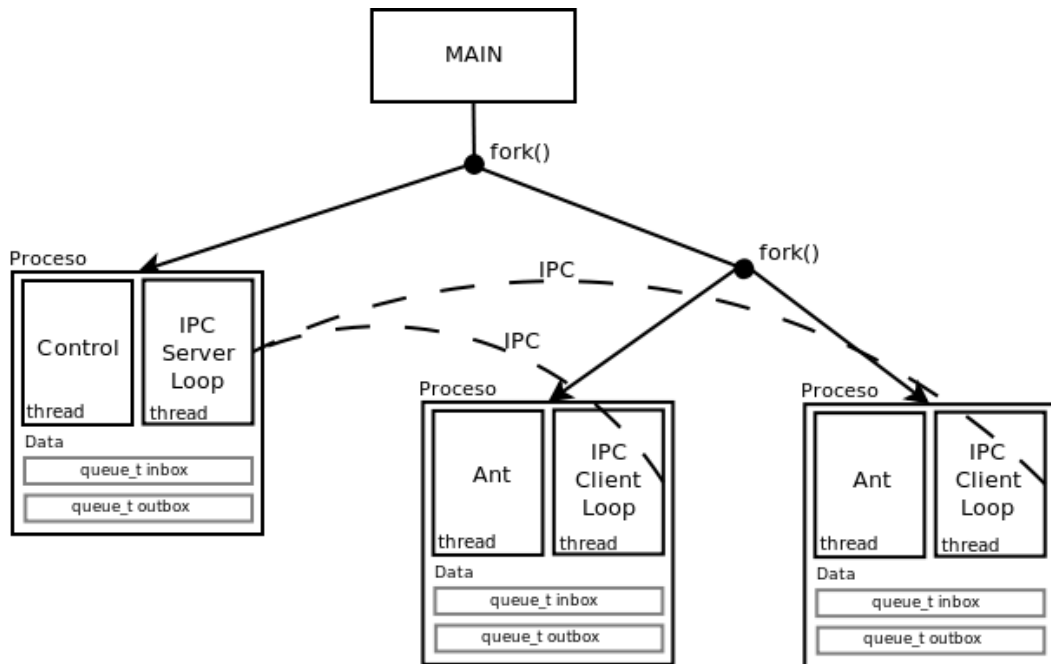 MAIN
fork()
fork()
Proceso
IPC
IPC
Control
thread
IPC
Server
Loop
thread
Data
queue_t inbox
queue_t outbox
Proceso
Ant
thread
IPC
Client
Loop
thread
Data
queue_t inbox
queue_t outbox
Proceso
Ant
thread
IPC
Client
Loop
thread
Data
queue_t inbox
queue_t outbox